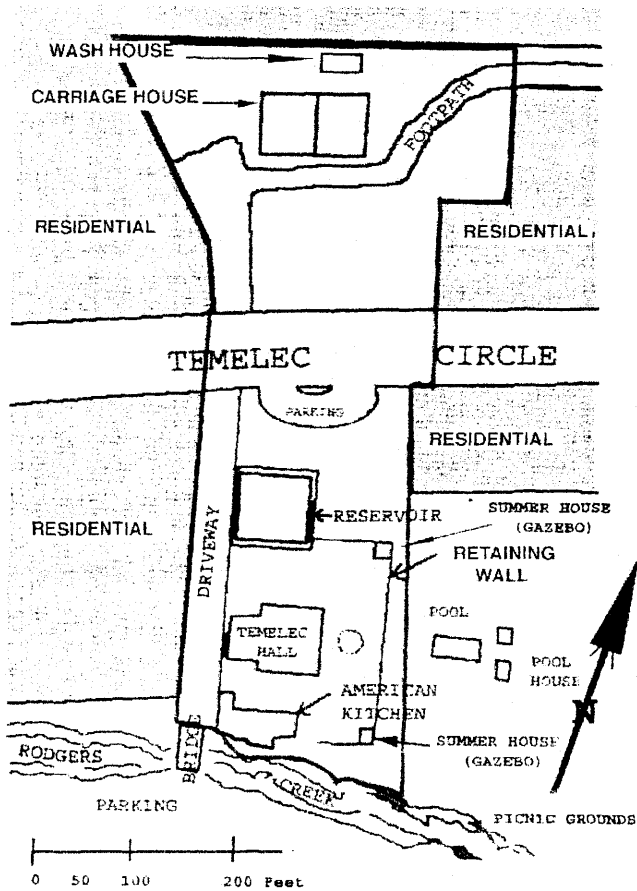 WASH HOUSE
CARRIAGE HOUSE
FOOTPATH
RESIDENTIAL
RESIDENTIAL
TEMELEC CIRCLE
PARKING
RESIDENTIAL
RESERVOIR
SUMMER HOUSE
(GAZEBO)
RESIDENTIAL
DRIVEWAY
RETAINING
WALL
POOL
TEMELEC
HALL
POOL
HOUSE
AMERICAN
KITCHEN
N
BRIDGE
SUMMER HOUSE
(GAZEBO)
RODGERS
CREEK
PARKING
PICNIC GROUNDS
0 50 100 200 Feet